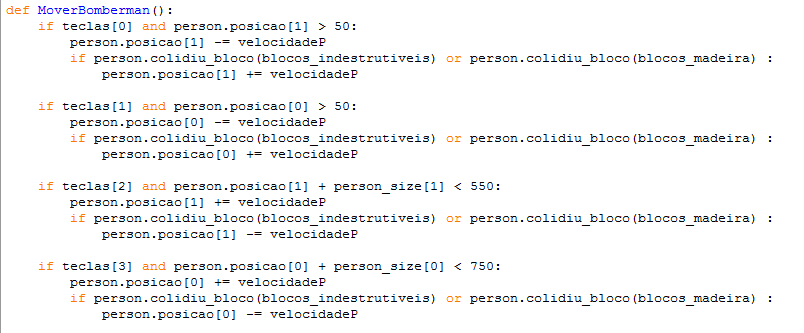 def MoverBomberman():
    if teclas[0] and person.posicao[1] > 50:
        person.posicao[1] -= velocidadeP
        if person.colidiu_bloco(blocos_indestrutiveis) or person.colidiu_bloco(blocos_madeira) :
            person.posicao[1] += velocidadeP

    if teclas[1] and person.posicao[0] > 50:
        person.posicao[0] -= velocidadeP
        if person.colidiu_bloco(blocos_indestrutiveis) or person.colidiu_bloco(blocos_madeira) :
            person.posicao[0] += velocidadeP

    if teclas[2] and person.posicao[1] + person_size[1] < 550:
        person.posicao[1] += velocidadeP
        if person.colidiu_bloco(blocos_indestrutiveis) or person.colidiu_bloco(blocos_madeira) :
            person.posicao[1] -= velocidadeP

    if teclas[3] and person.posicao[0] + person_size[0] < 750:
        person.posicao[0] += velocidadeP
        if person.colidiu_bloco(blocos_indestrutiveis) or person.colidiu_bloco(blocos_madeira) :
            person.posicao[0] -= velocidadeP